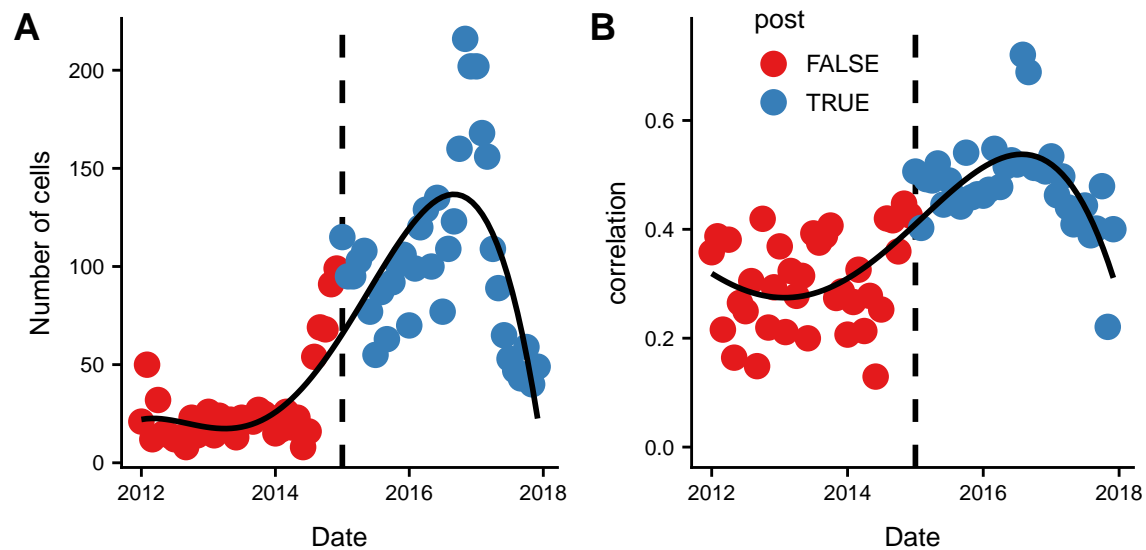 A
Number of cells
200
150
100
50
0
2012
2014
2016
2018
Date
B
post
FALSE
TRUE
correlation
0.6
0.4
0.2
0.0
2012
2014
2016
2018
Date